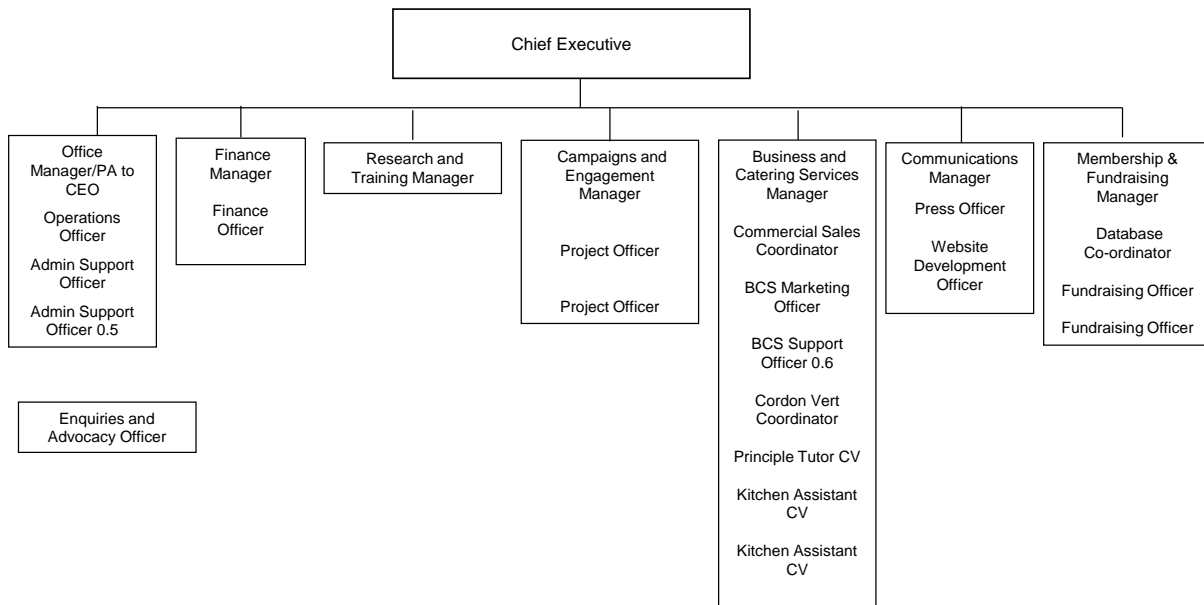 Chief Executive
Office
Manager/PA to
CEO
Operations
Officer
Admin Support
Officer
Admin Support
Officer 0.5
Finance
Manager
Finance
Officer
Research and
Training Manager
Campaigns and
Engagement
Manager
Project Officer
Project Officer
Business and
Catering Services
Manager
Commercial Sales
Coordinator
BCS Marketing
Officer
BCS Support
Officer 0.6
Cordon Vert
Coordinator
Principle Tutor CV
Kitchen Assistant
CV
Kitchen Assistant
CV
Communications
Manager
Press Officer
Website
Development
Officer
Membership &
Fundraising
Manager
Database
Co-ordinator
Fundraising Officer
Fundraising Officer
Enquiries and
Advocacy Officer